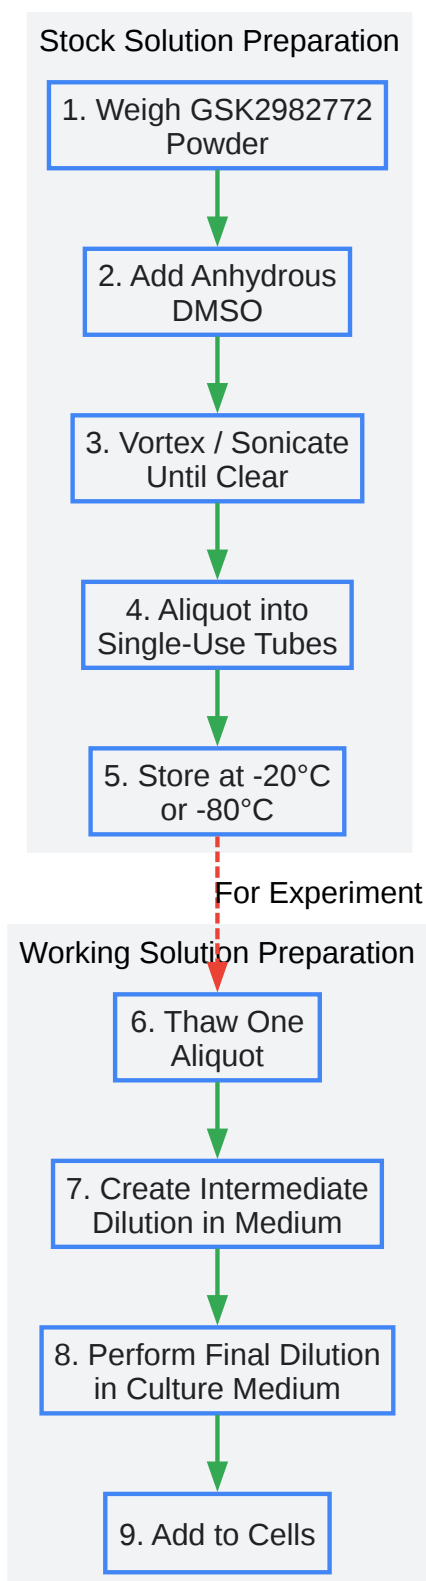 Stock Solution Preparation
1. Weigh GSK2982772
Powder
2. Add Anhydrous
DMSO
3. Vortex / Sonicate
Until Clear
4. Aliquot into
Single-Use Tubes
5. Store at -20°C
or -80°C
For Experiment
Working Solution Preparation
6. Thaw One
Aliquot
7. Create Intermediate
Dilution in Medium
8. Perform Final Dilution
in Culture Medium
9. Add to Cells